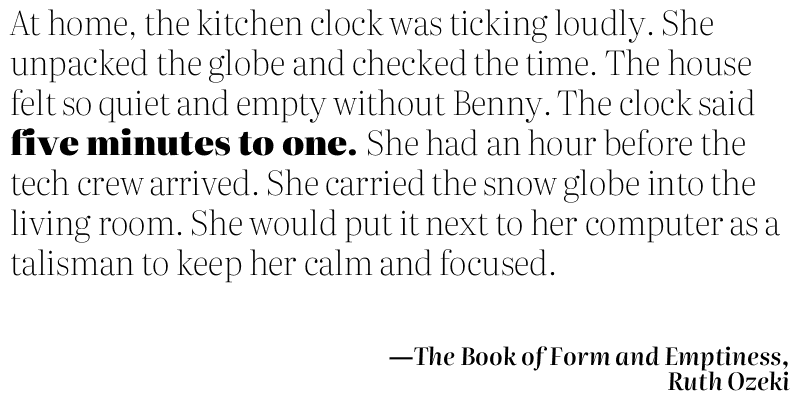 At home, the kitchen clock was ticking loudly. She
unpacked the globe and checked the time. The house
felt so quiet and empty without Benny. The clock said
five minutes to one. She had an hour before the
tech crew arrived. She carried the snow globe into the
living room. She would put it next to her computer as a
talisman to keep her calm and focused.
—The Book of Form and Emptiness,
Ruth Ozeki